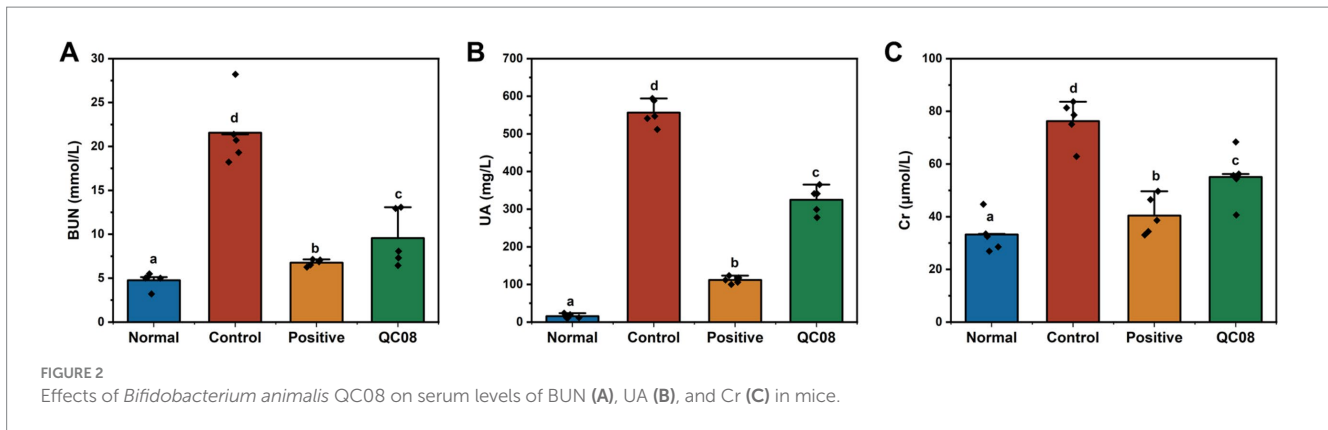 A
BUN (mmol/L)
30
25
20
15
10
5
0
a
d
b
c
Normal Control Positive QC08
B
UA (mg/L)
700
600
500
400
300
200
100
0
a
d
b
c
Normal Control Positive QC08
C
Cr (μmol/L)
100
80
60
40
20
0
a
d
b
c
Normal Control Positive QC08
FIGURE 2
Effects of Bifidobacterium animalis QC08 on serum levels of BUN (A), UA (B), and Cr (C) in mice.